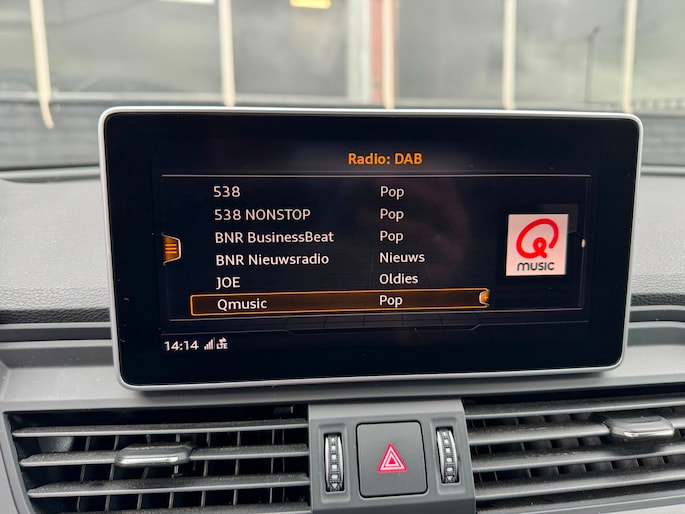 Radio: DAB
538 Pop
538 NONSTOP Pop
BNR BusinessBeat Pop
BNR Nieuwsradio Nieuws
JOE Oldies
Qmusic Pop
Q
MUSIC
14:14 LTE